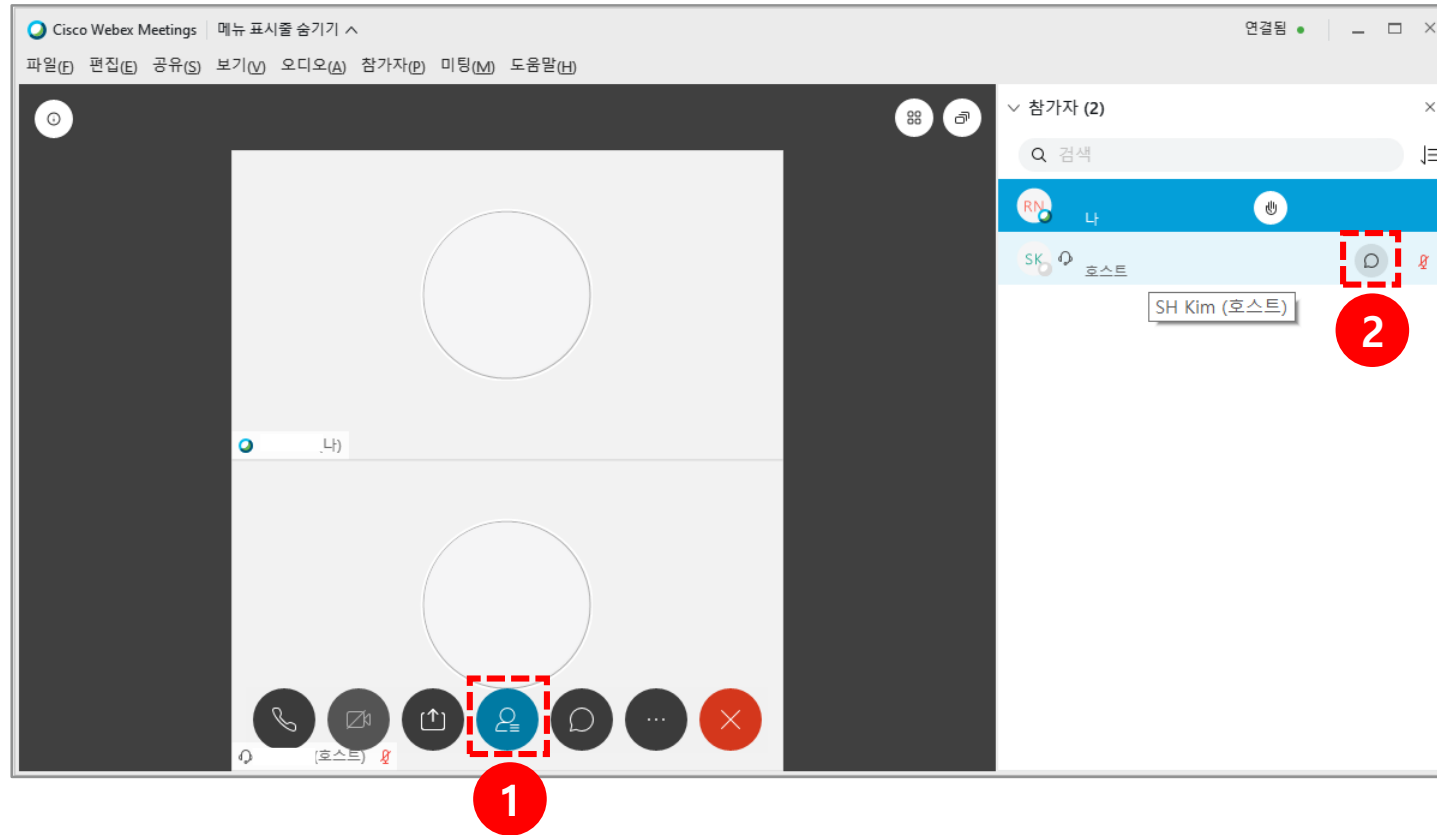 Cisco Webex Meetings 메뉴 표시줄 숨기기
연결됨
파일(F) 편집(E) 공유(S) 보기(V) 오디오(A) 참가자(P) 미팅(M) 도움말(H)
참가자 (2)
검색
RN
나
SK
호스트
SH Kim (호스트)
2
나)
(호스트)
1